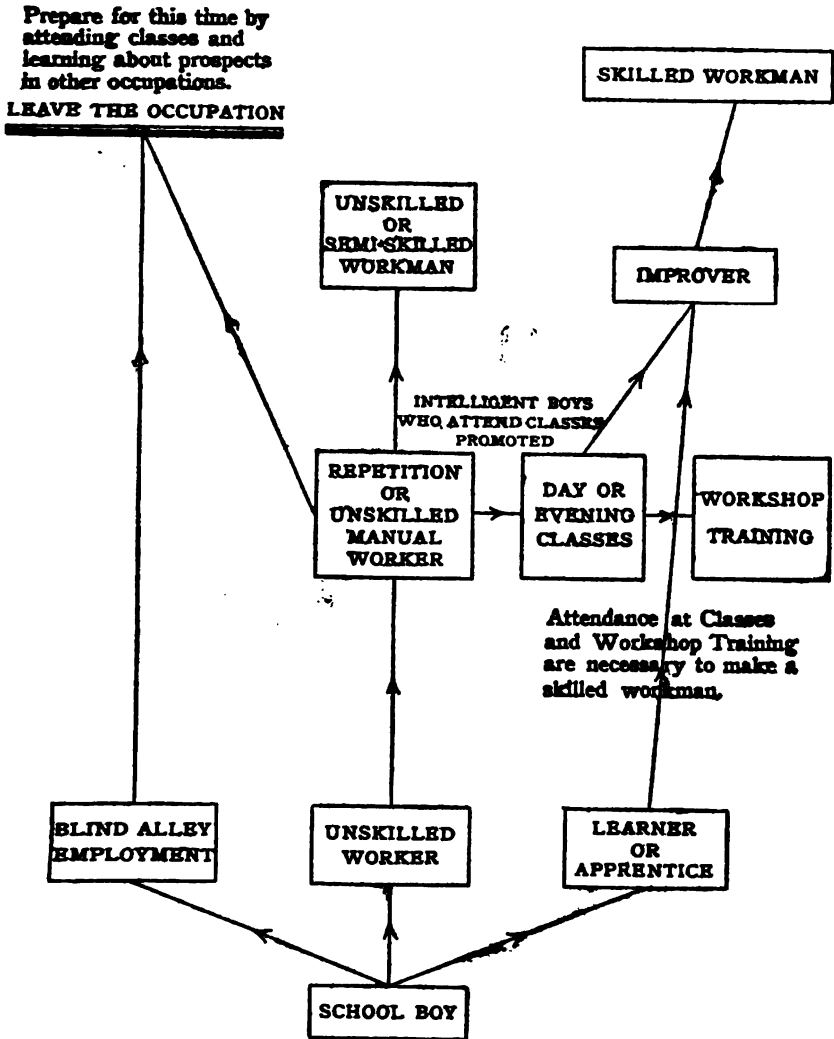 Prepare for this time by
attending classes and
learning about prospects
in other occupations.
LEAVE THE OCCUPATION
SKILLED WORKMAN
UNSKILLED
OR
SEMI-SKILLED
WORKMAN
IMPROVER
INTELLIGENT BOYS
WHO ATTEND CLASSES
PROMOTED
REPETITION
OR
UNSKILLED
MANUAL
WORKER
DAY OR
EVENING
CLASSES
WORKSHOP
TRAINING
Attendance at Classes
and Workshop Training
are necessary to make a
skilled workman.
BLIND ALLEY
EMPLOYMENT
UNSKILLED
WORKER
LEARNER
OR
APPRENTICE
SCHOOL BOY